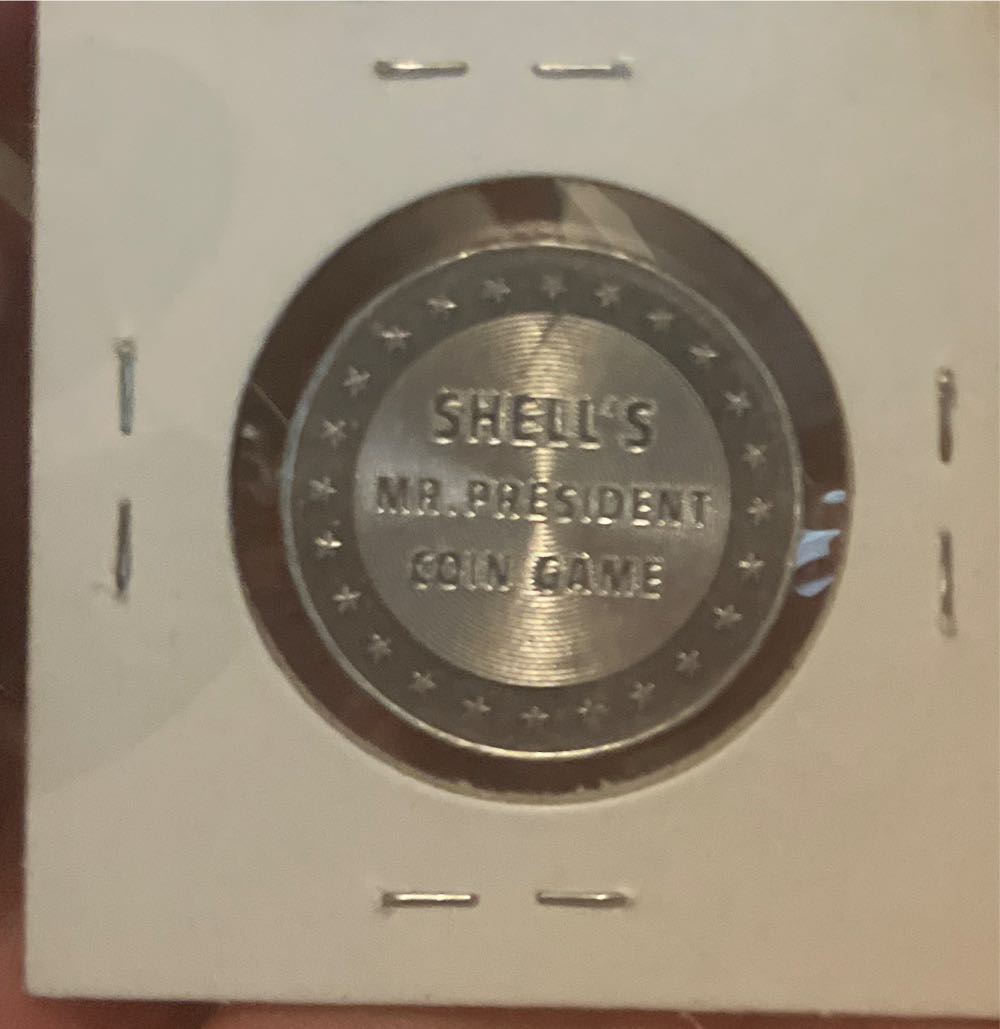 SHELL'S
MR. PRESIDENT
COIN GAME